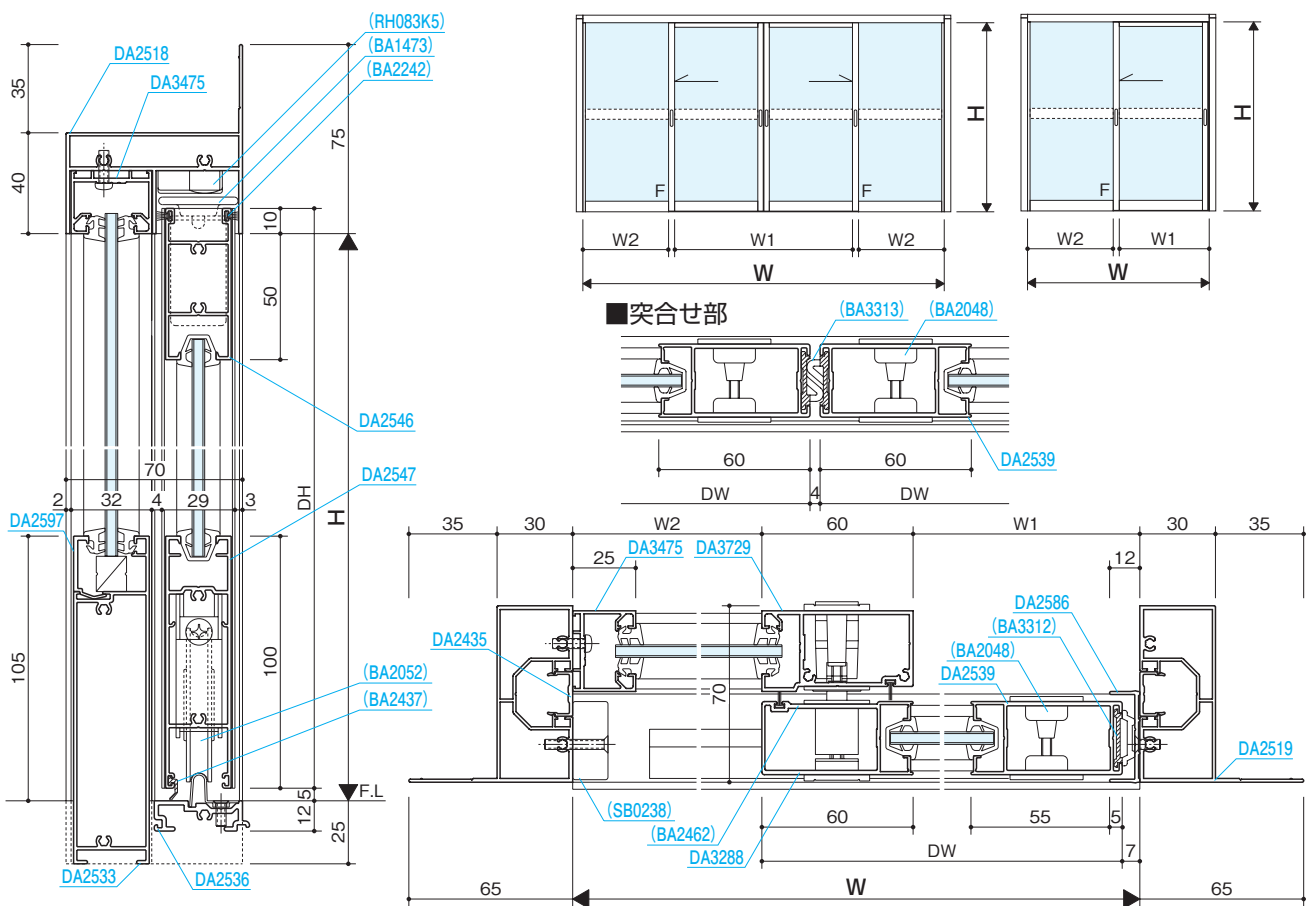 (RH083K5)
(BA1473)
(BA2242)
DA2518
DA3475
35
40
75
10
50
DA2546
DA2547
70
2 32 4 29 3
DA2597
DH
H
105
100
(BA2052)
(BA2437)
F.L
5
12
25
DA2533
DA2536
F F
H
W2 W1 W2
W
F
H
W2 W1
W
■突合せ部
(BA3313)
(BA2048)
DA2539
60 60
DW 4 DW
35 30 W2 60 W1 30 35
25
DA3475
DA3729
12
DA2586
(BA3312)
(BA2048)
DA2539
DA2435
70
DA2519
(SB0238)
(BA2462)
DA3288
60 55 5
DW 7
65 W 65